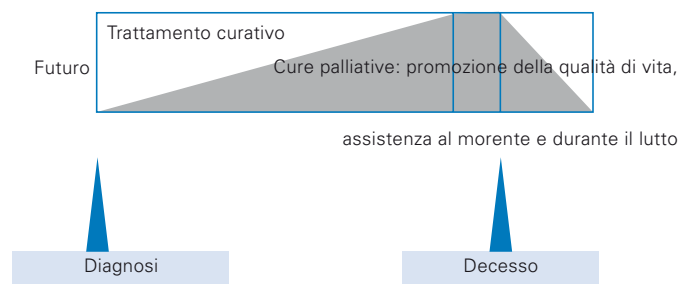 Trattamento curativo
Futuro
Cure palliative: promozione della qualità di vita,
assistenza al morente e durante il lutto
Diagnosi
Decesso